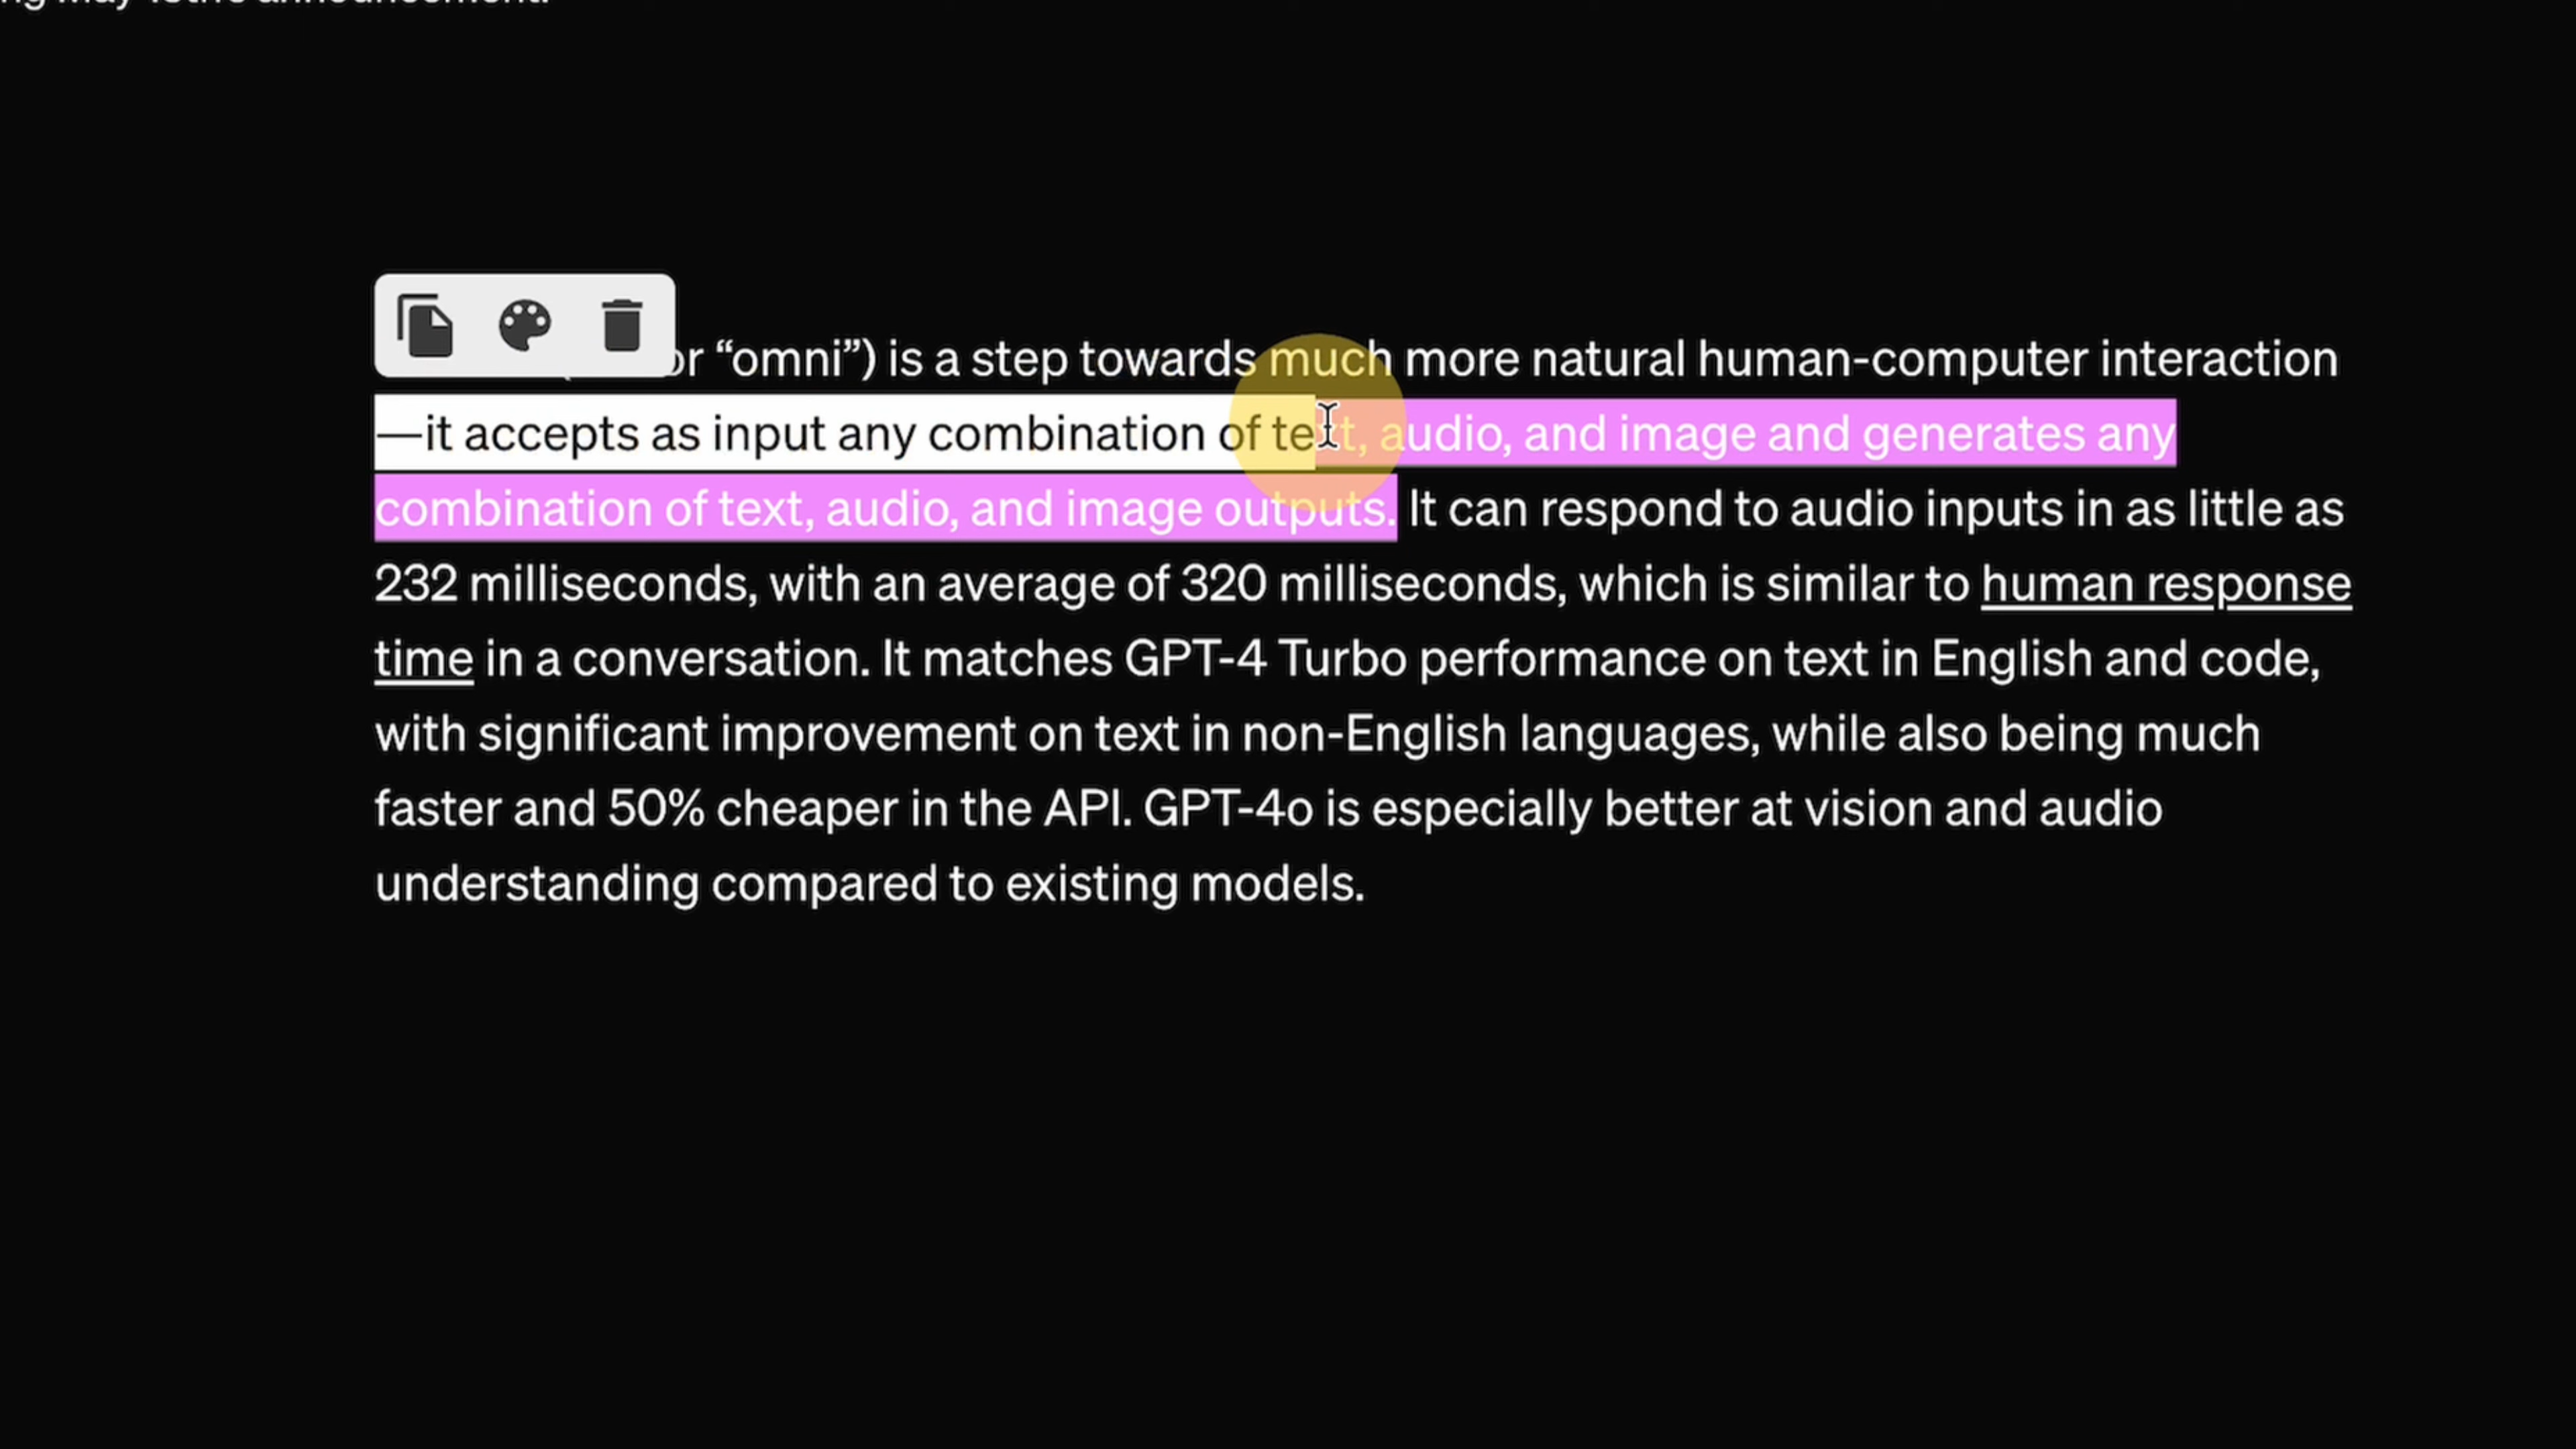 or “omni”) is a step towards much more natural human-computer interaction
—it accepts as input any combination of text, audio, and image and generates any
combination of text, audio, and image outputs. It can respond to audio inputs in as little as
232 milliseconds, with an average of 320 milliseconds, which is similar to human response
time in a conversation. It matches GPT-4 Turbo performance on text in English and code,
with significant improvement on text in non-English languages, while also being much
faster and 50% cheaper in the API. GPT-4o is especially better at vision and audio
understanding compared to existing models.